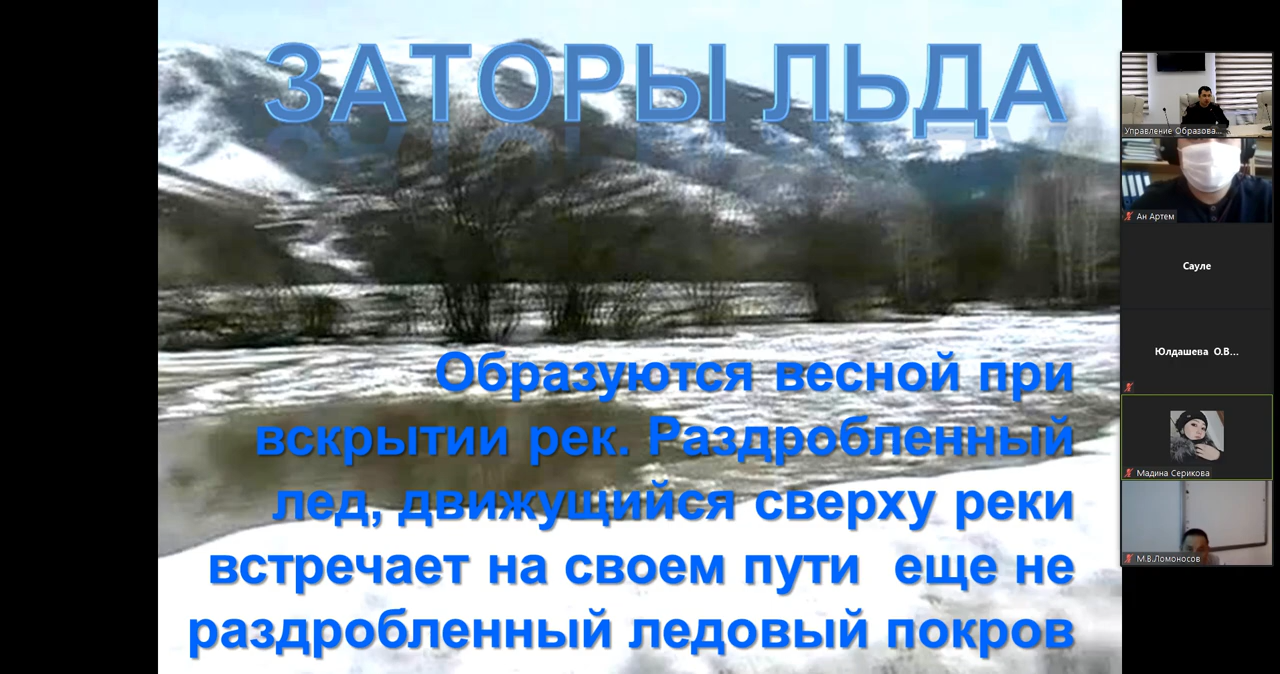 ЗАТОРЫ ЛЬДА
Образуются весной при
вскрытии рек. Раздробленный
лед, движущийся сверху реки
встречает на своем пути еще не
раздробленный ледовый покров
Управление Образова...
Ан Артем
Сауле
Юлдашева О.В...
Мадина Серикова
М.В.Ломоносов